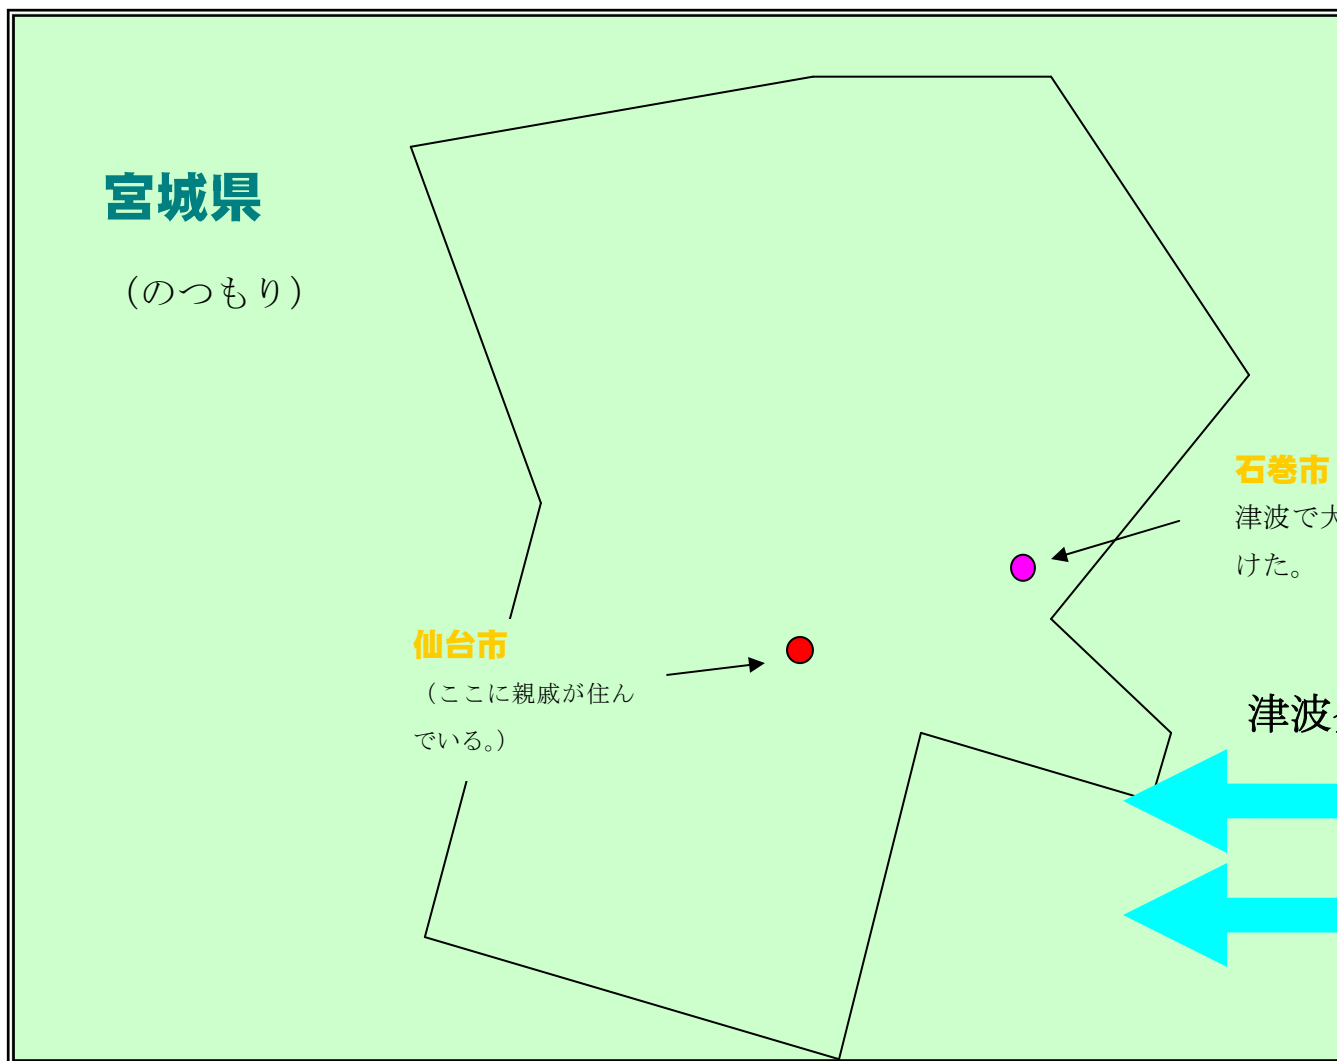 宮城県
（のつもり）
石巻市
津波で
けた。
仙台市
（ここに親戚が住ん
でいる。）
津波